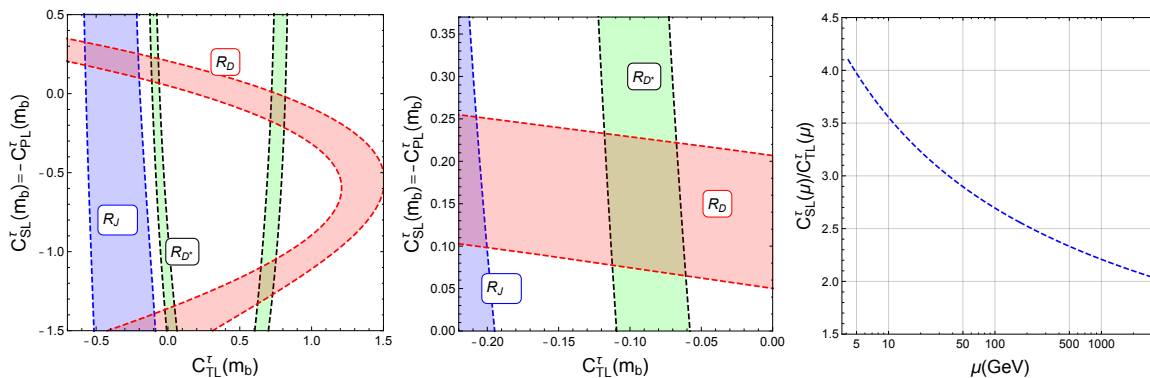 0.5
0.0
-0.5
-1.0
-1.5
-0.5 0.0 0.5 1.0 1.5
C^τ_SL(m_b)=-C^τ_PL(m_b)
C^τ_TL(m_b)
R_D
R_J
R_D*
0.35
0.30
0.25
0.20
0.15
0.10
0.05
0.00
-0.20 -0.15 -0.10 -0.05 0.00
C^τ_SL(m_b)=-C^τ_PL(m_b)
C^τ_TL(m_b)
R_D*
R_D
R_J
4.5
4.0
3.5
3.0
2.5
2.0
1.5
5 10 50 100 500 1000
C^τ_SL(μ)/C^τ_TL(μ)
μ(GeV)